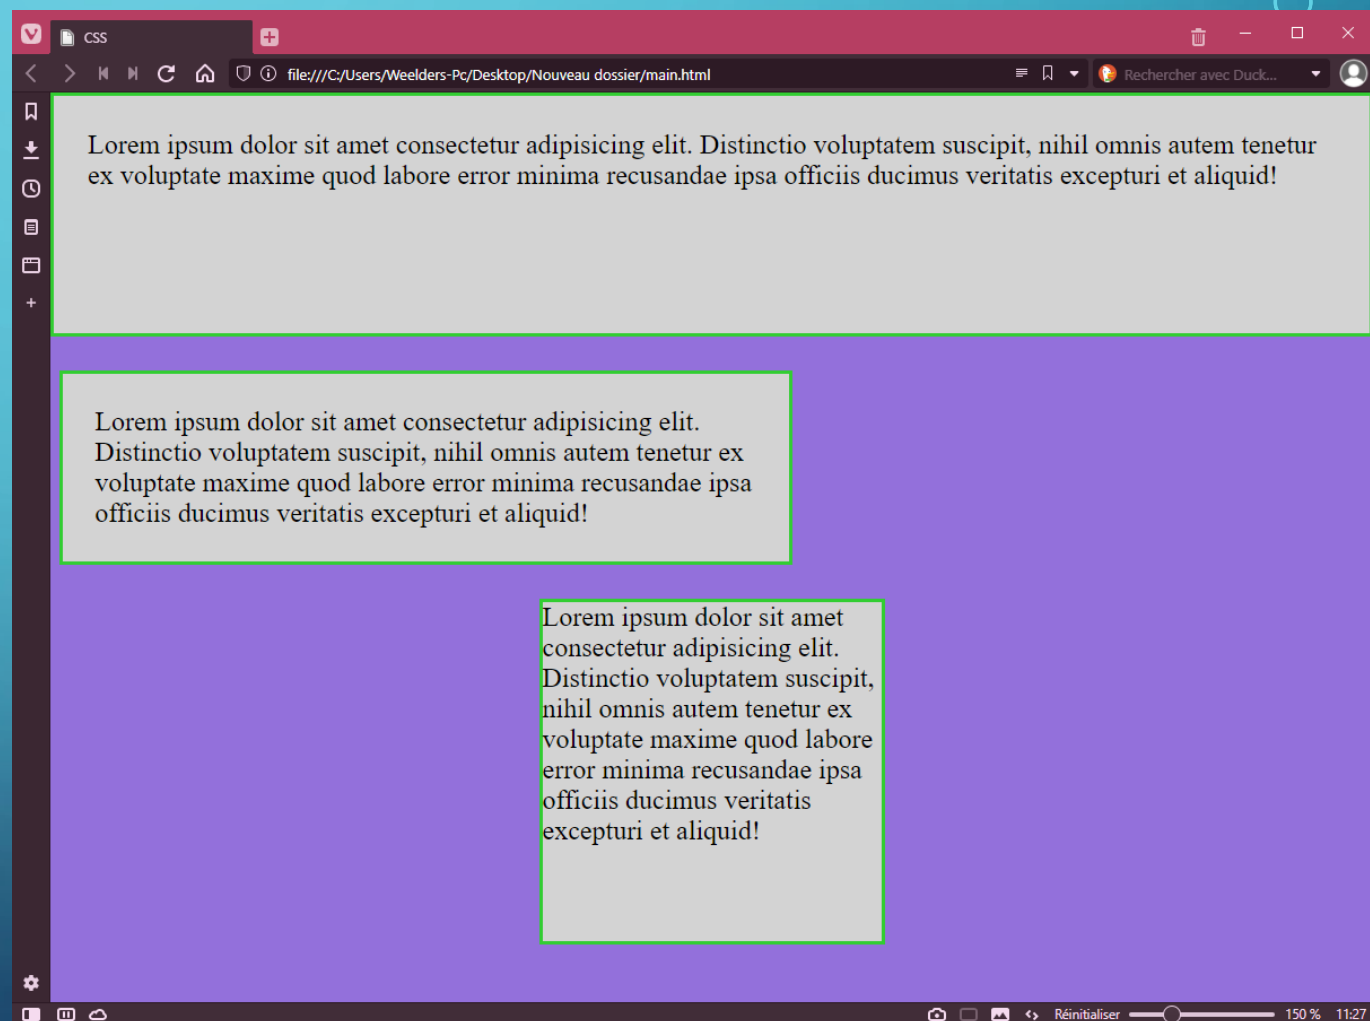 CSS
file:///C:/Users/Weelders-Pc/Desktop/Nouveau dossier/main.html
Rechercher avec Duck...
Lorem ipsum dolor sit amet consectetur adipisicing elit. Distinctio voluptatem suscipit, nihil omnis autem tenetur
ex voluptate maxime quod labore error minima recusandae ipsa officiis ducimus veritatis excepturi et aliquid!
Lorem ipsum dolor sit amet consectetur adipisicing elit.
Distinctio voluptatem suscipit, nihil omnis autem tenetur ex
voluptate maxime quod labore error minima recusandae ipsa
officiis ducimus veritatis excepturi et aliquid!
Lorem ipsum dolor sit amet
consectetur adipisicing elit.
Distinctio voluptatem suscipit,
nihil omnis autem tenetur ex
voluptate maxime quod labore
error minima recusandae ipsa
officiis ducimus veritatis
excepturi et aliquid!
Réinitialiser 150 % 11:27